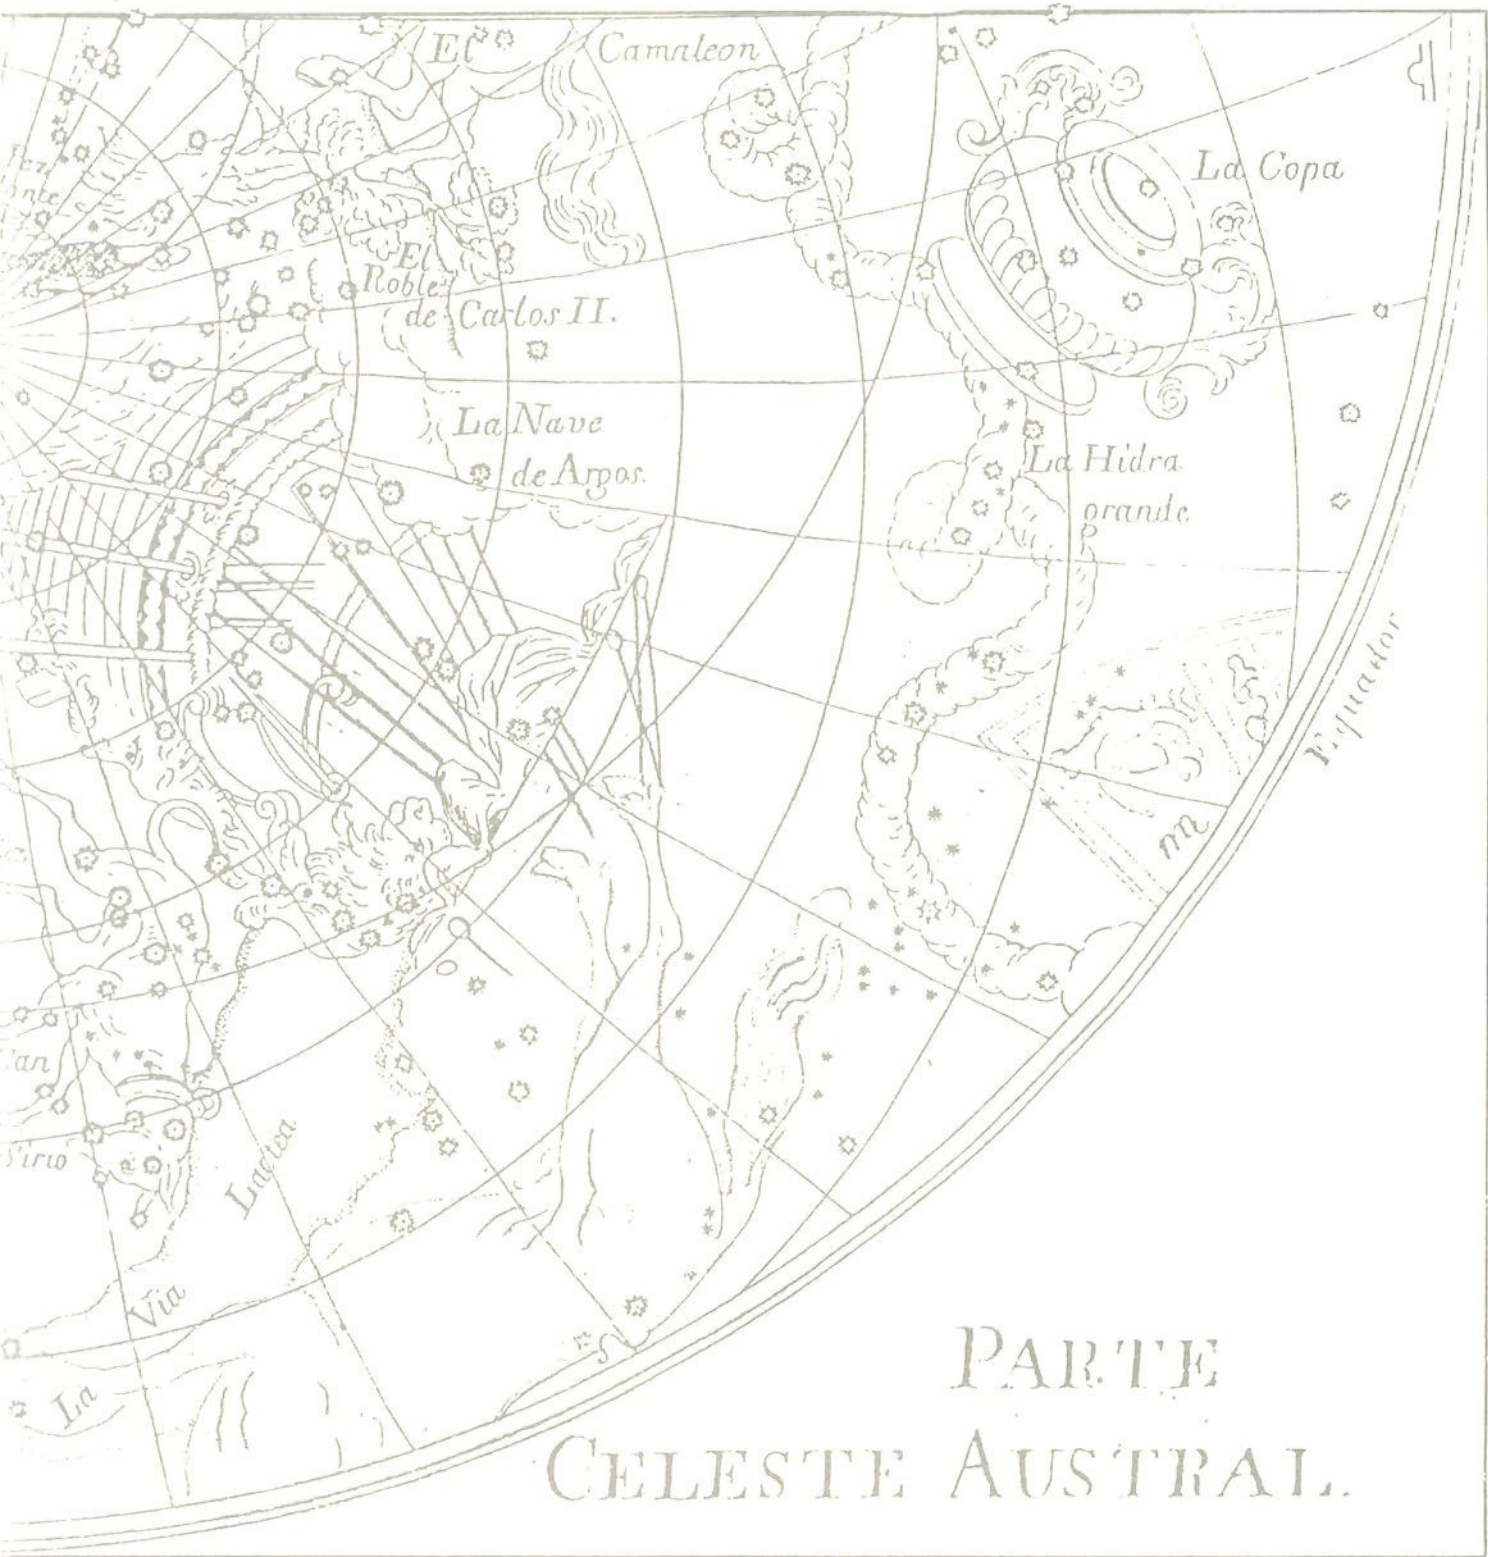 El Camaleon
La Copa
El
Roble
de Carlos II.
La Nave
de Argos.
La Hidra
grande
Equador
Sirio
Lactea
Via
La
PARTE
CELESTE AUSTRAL.